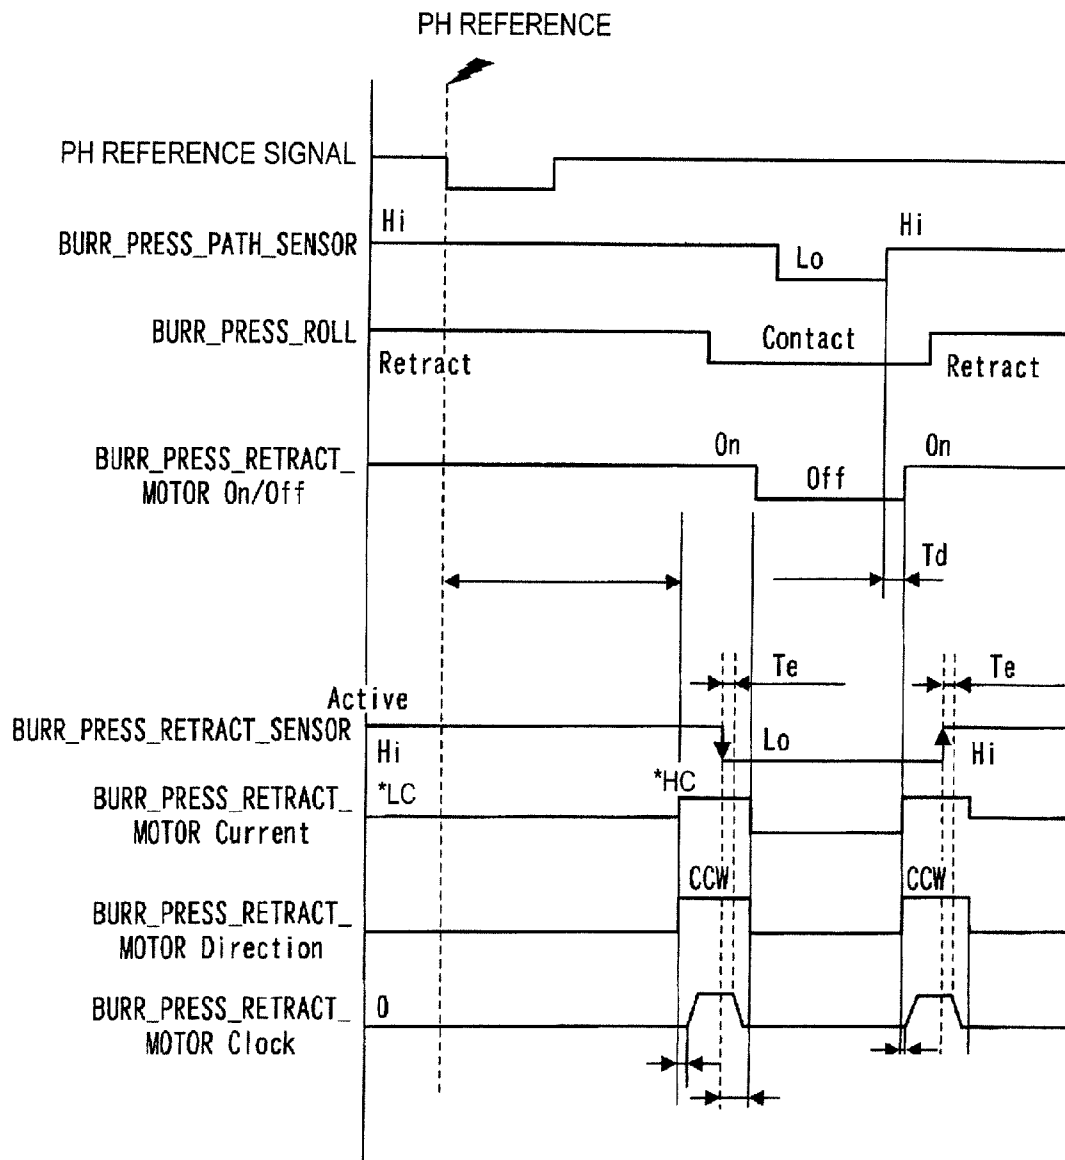 PH REFERENCE
PH REFERENCE SIGNAL
Hi
Hi
BURR_PRESS_PATH_SENSOR
Lo
BURR_PRESS_ROLL
Contact
Retract
Retract
On
On
BURR_PRESS_RETRACT_
Off
MOTOR On/Off
Td
Te
Te
Active
BURR_PRESS_RETRACT_SENSOR
Hi
Lo
Hi
*LC
*HC
BURR_PRESS_RETRACT_
MOTOR Current
CCW
CCW
BURR_PRESS_RETRACT_
MOTOR Direction
0
BURR_PRESS_RETRACT_
MOTOR Clock